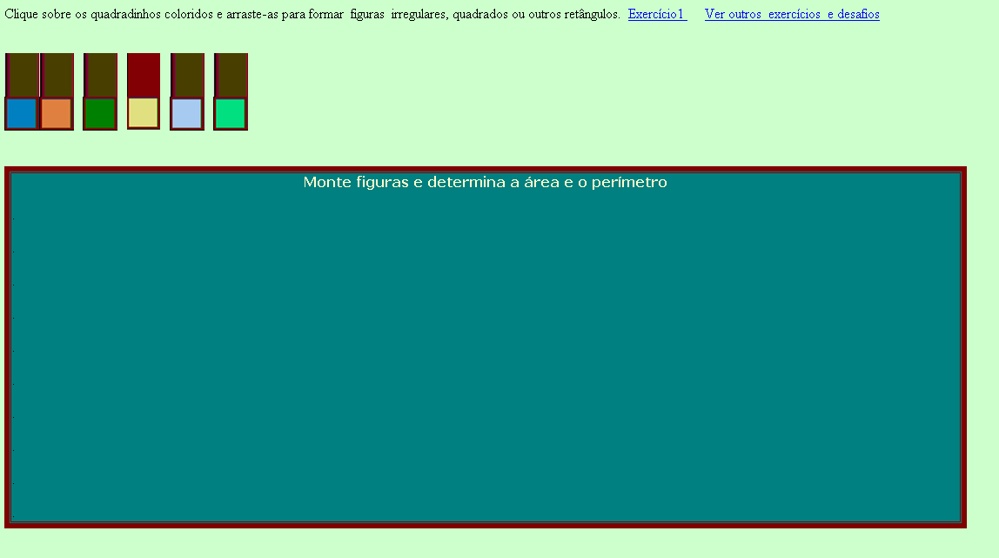 Clique sobre os quadradinhos coloridos e arraste-as para formar figuras irregulares, quadrados ou outros retângulos. Exercício1 Ver outros exercícios e desafios
Monte figuras e determina a área e o perímetro